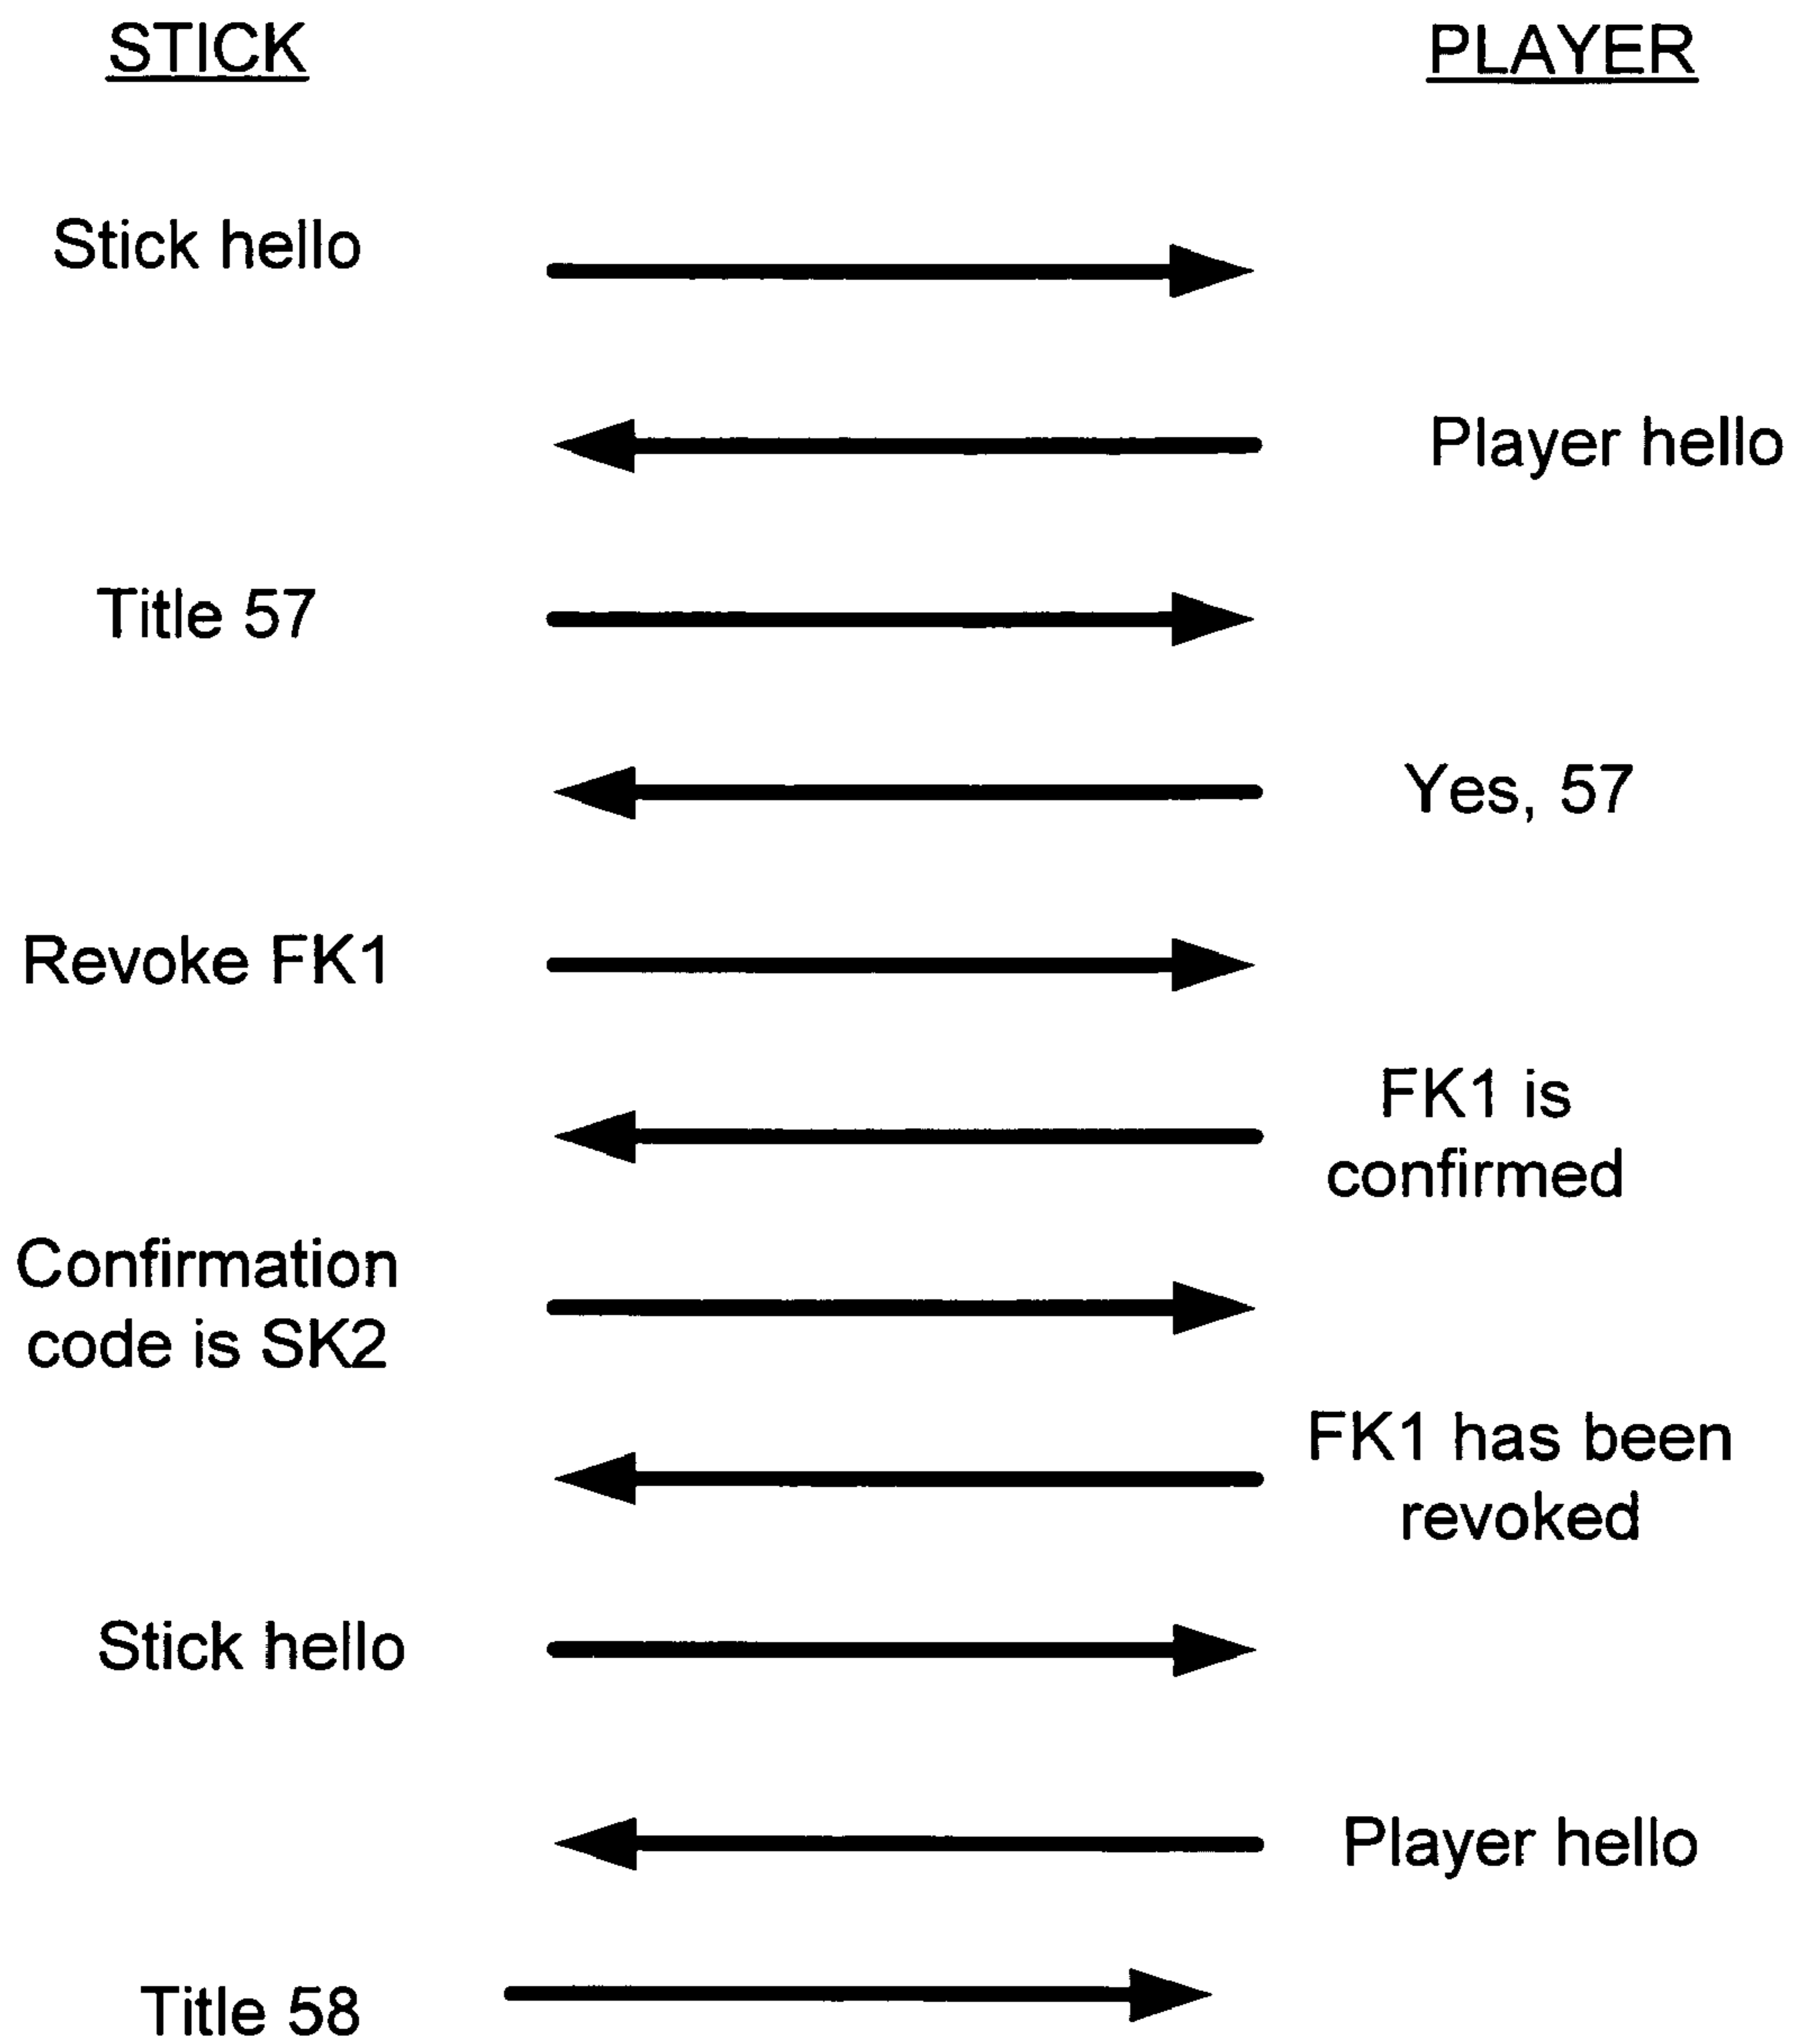 STICK
PLAYER
Stick hello
Player hello
Title 57
Yes, 57
Revoke FK1
FK1 is
confirmed
Confirmation
code is SK2
FK1 has been
revoked
Stick hello
Player hello
Title 58